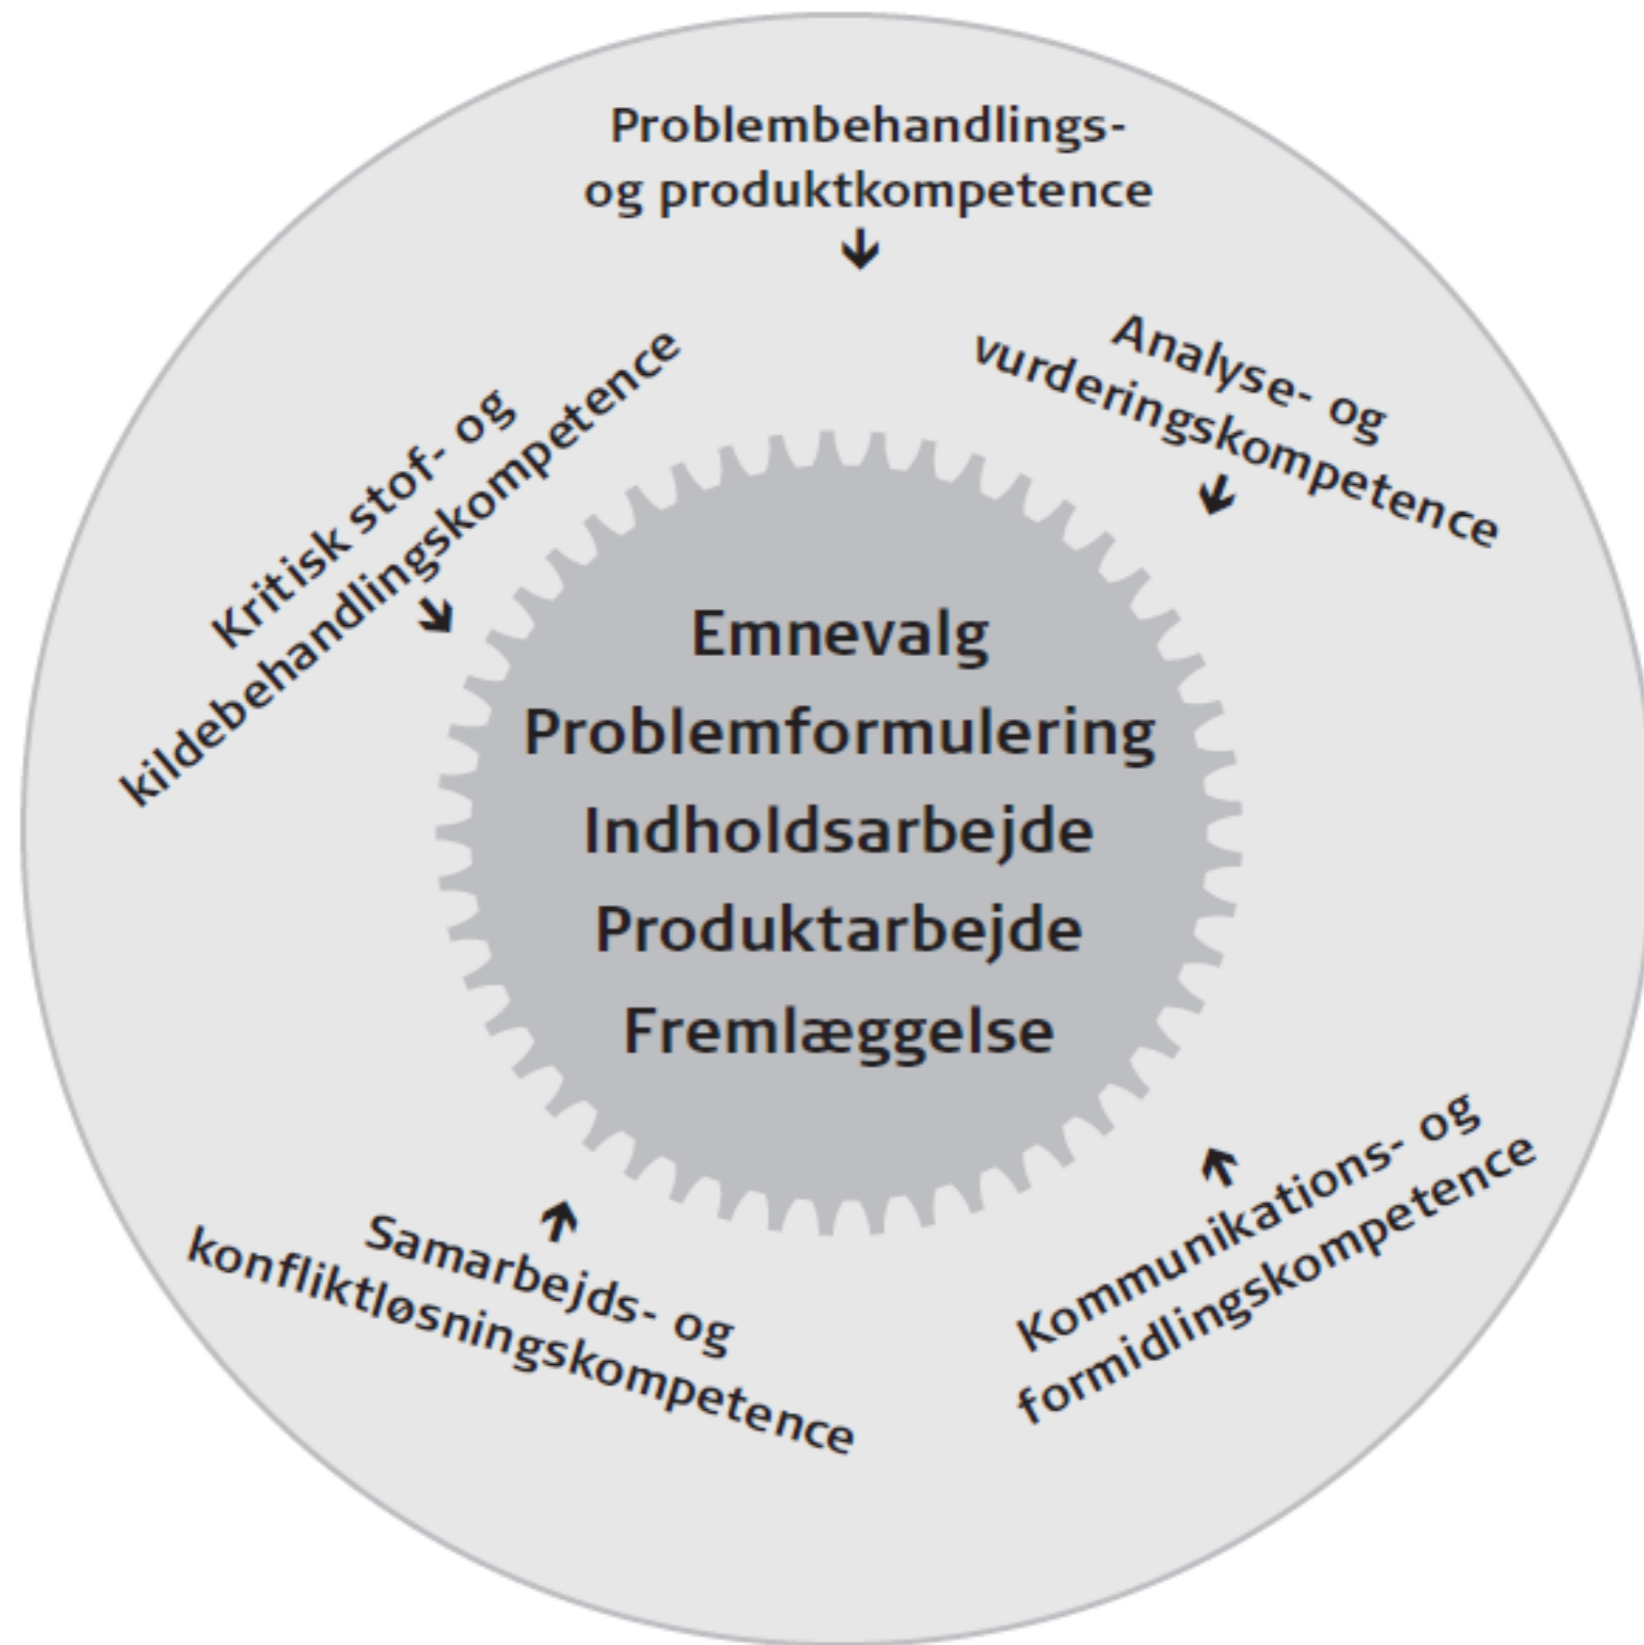 Problembehandlings-
og produktkompetence
Analyse- og
vurderingskompetence
Kritisk stof- og
kildebehandlingskompetence
Emnevalg
Problemformulering
Indholdsarbejde
Produktarbejde
Fremlæggelse
Samarbejds- og
konfliktløsningskompetence
Kommunikations- og
formidlingskompetence